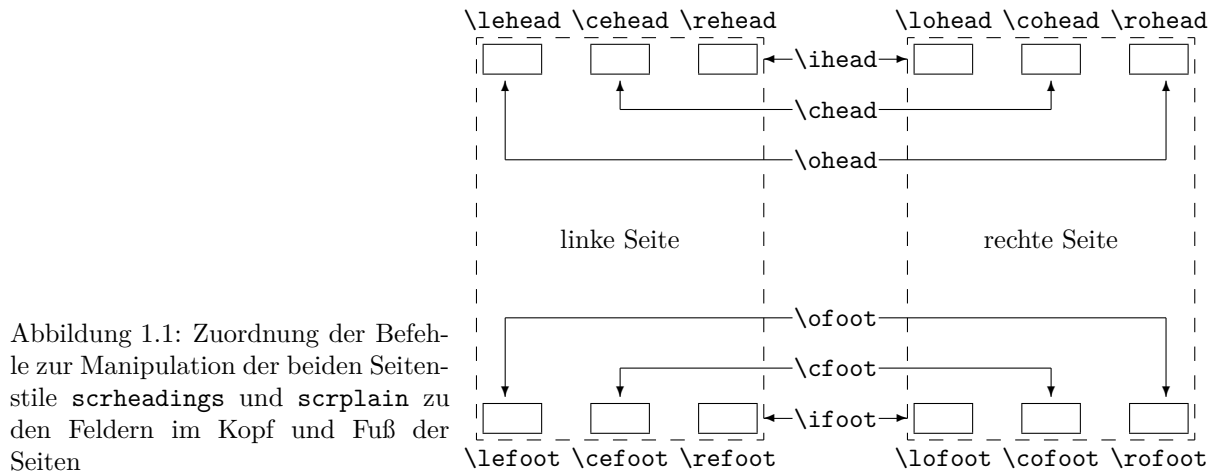 \lehead \cehead \rehead \lohead \cohead \rohead
\ihead
\chead
\ohead
linke Seite rechte Seite
\ofoot
\cfoot
\ifoot
\lefoot \cefoot \refoot \lofoot \cofoot \rofoot
Abbildung 1.1: Zuordnung der Befeh-
le zur Manipulation der beiden Seiten-
stile scrheadings und scrplain zu
den Feldern im Kopf und Fuß der
Seiten